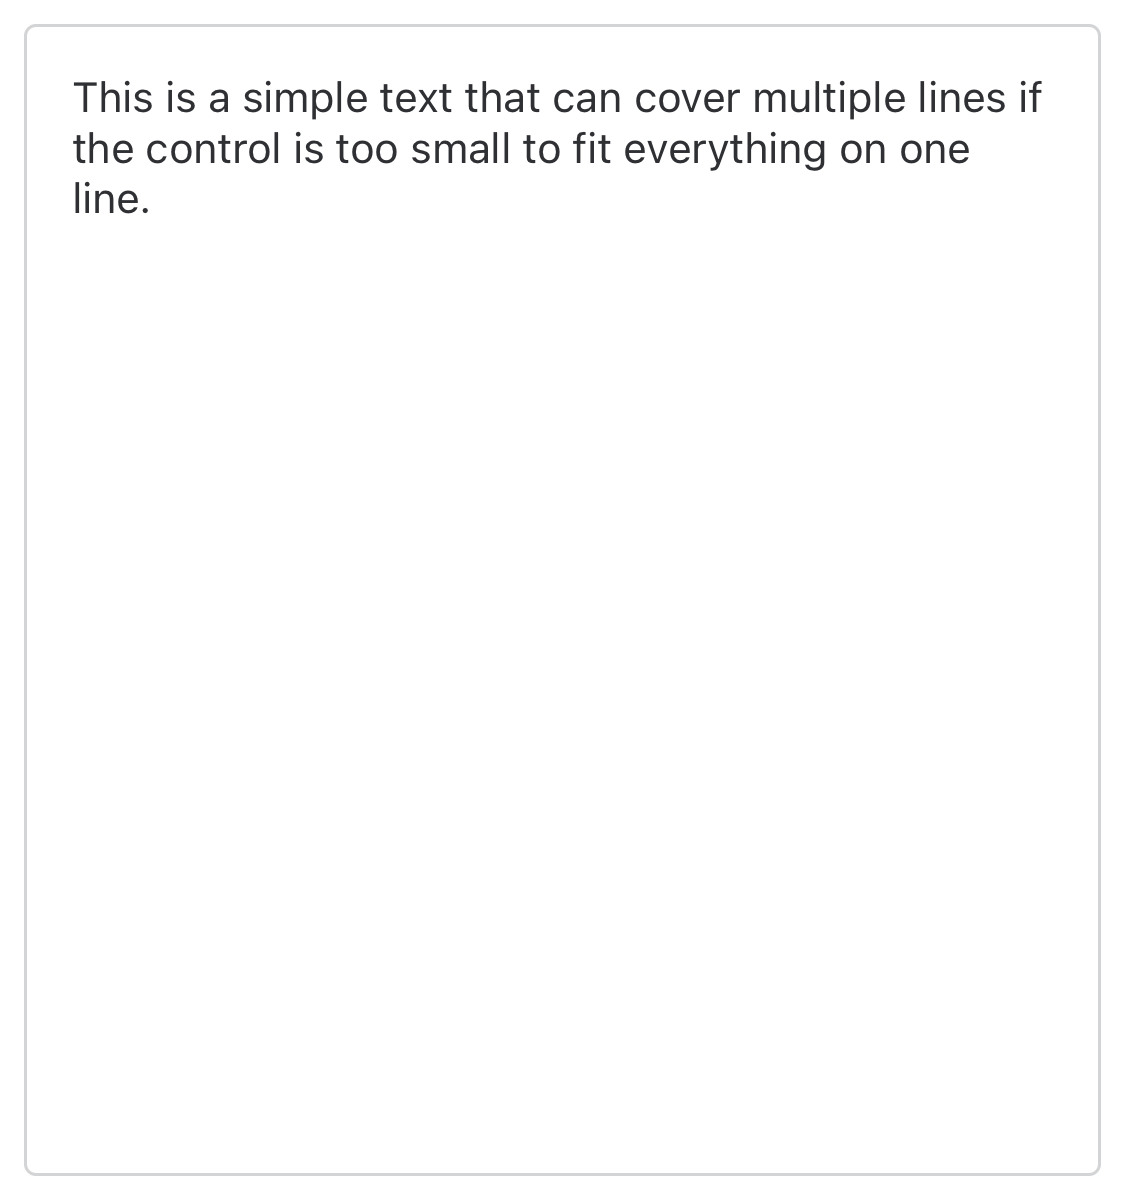 This is a simple text that can cover multiple lines if
the control is too small to fit everything on one
line.